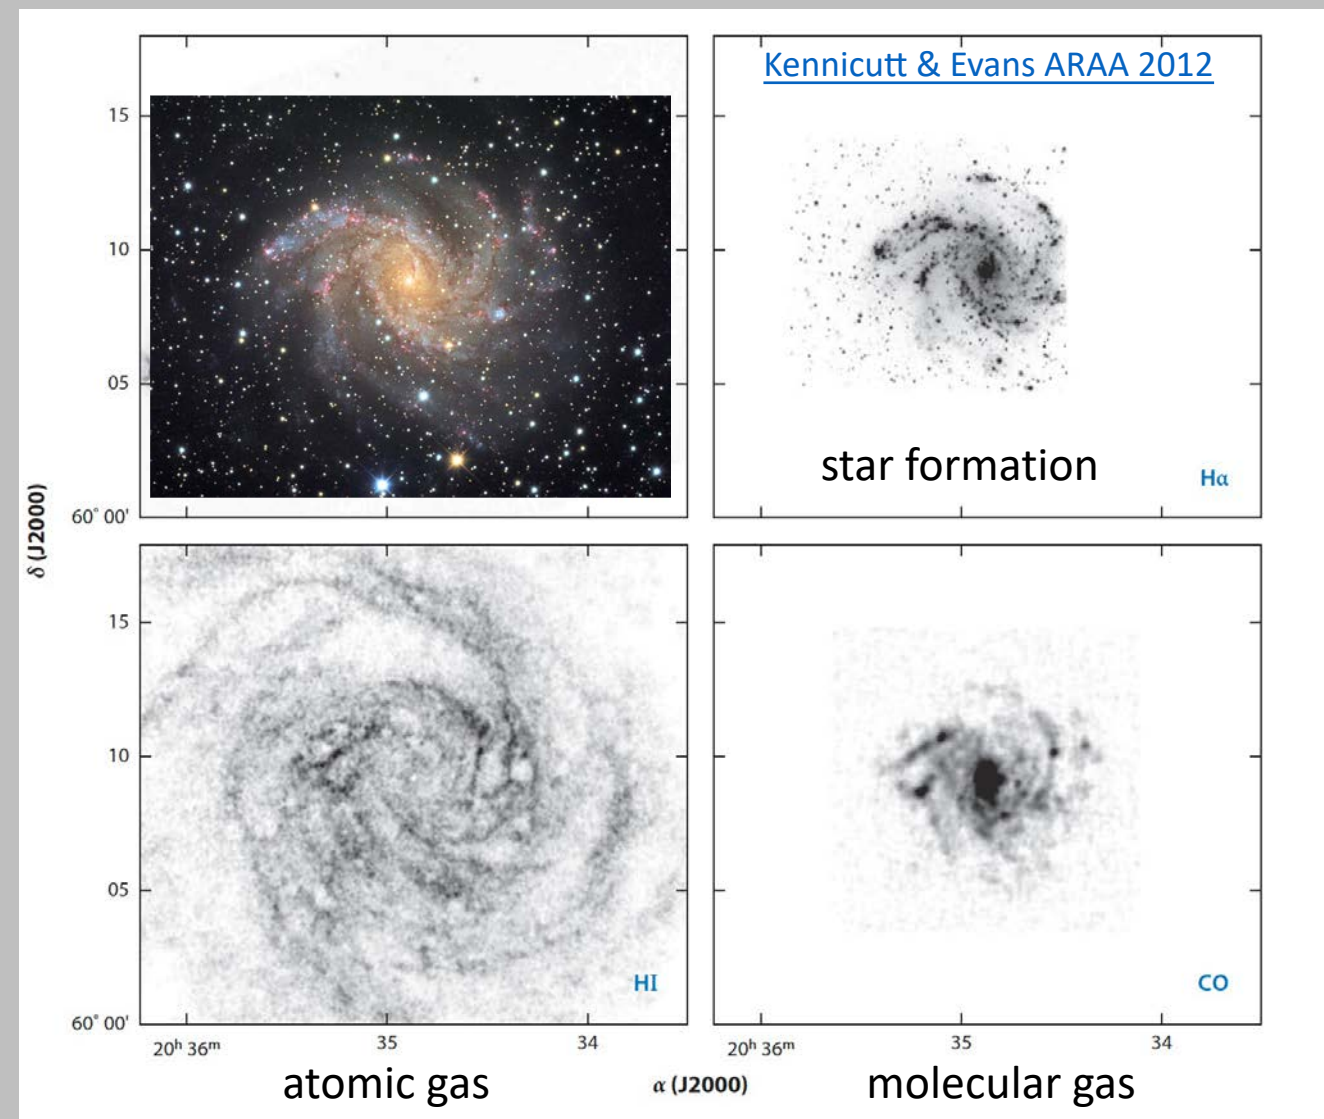 Kennicutt & Evans ARAA 2012
15
10
05
60° 00'
star formation
Hα
δ (J2000)
15
10
05
60° 00'
HI
CO
20ʰ 36ᵐ
35
34
20ʰ 36ᵐ
35
34
atomic gas
α (J2000)
molecular gas